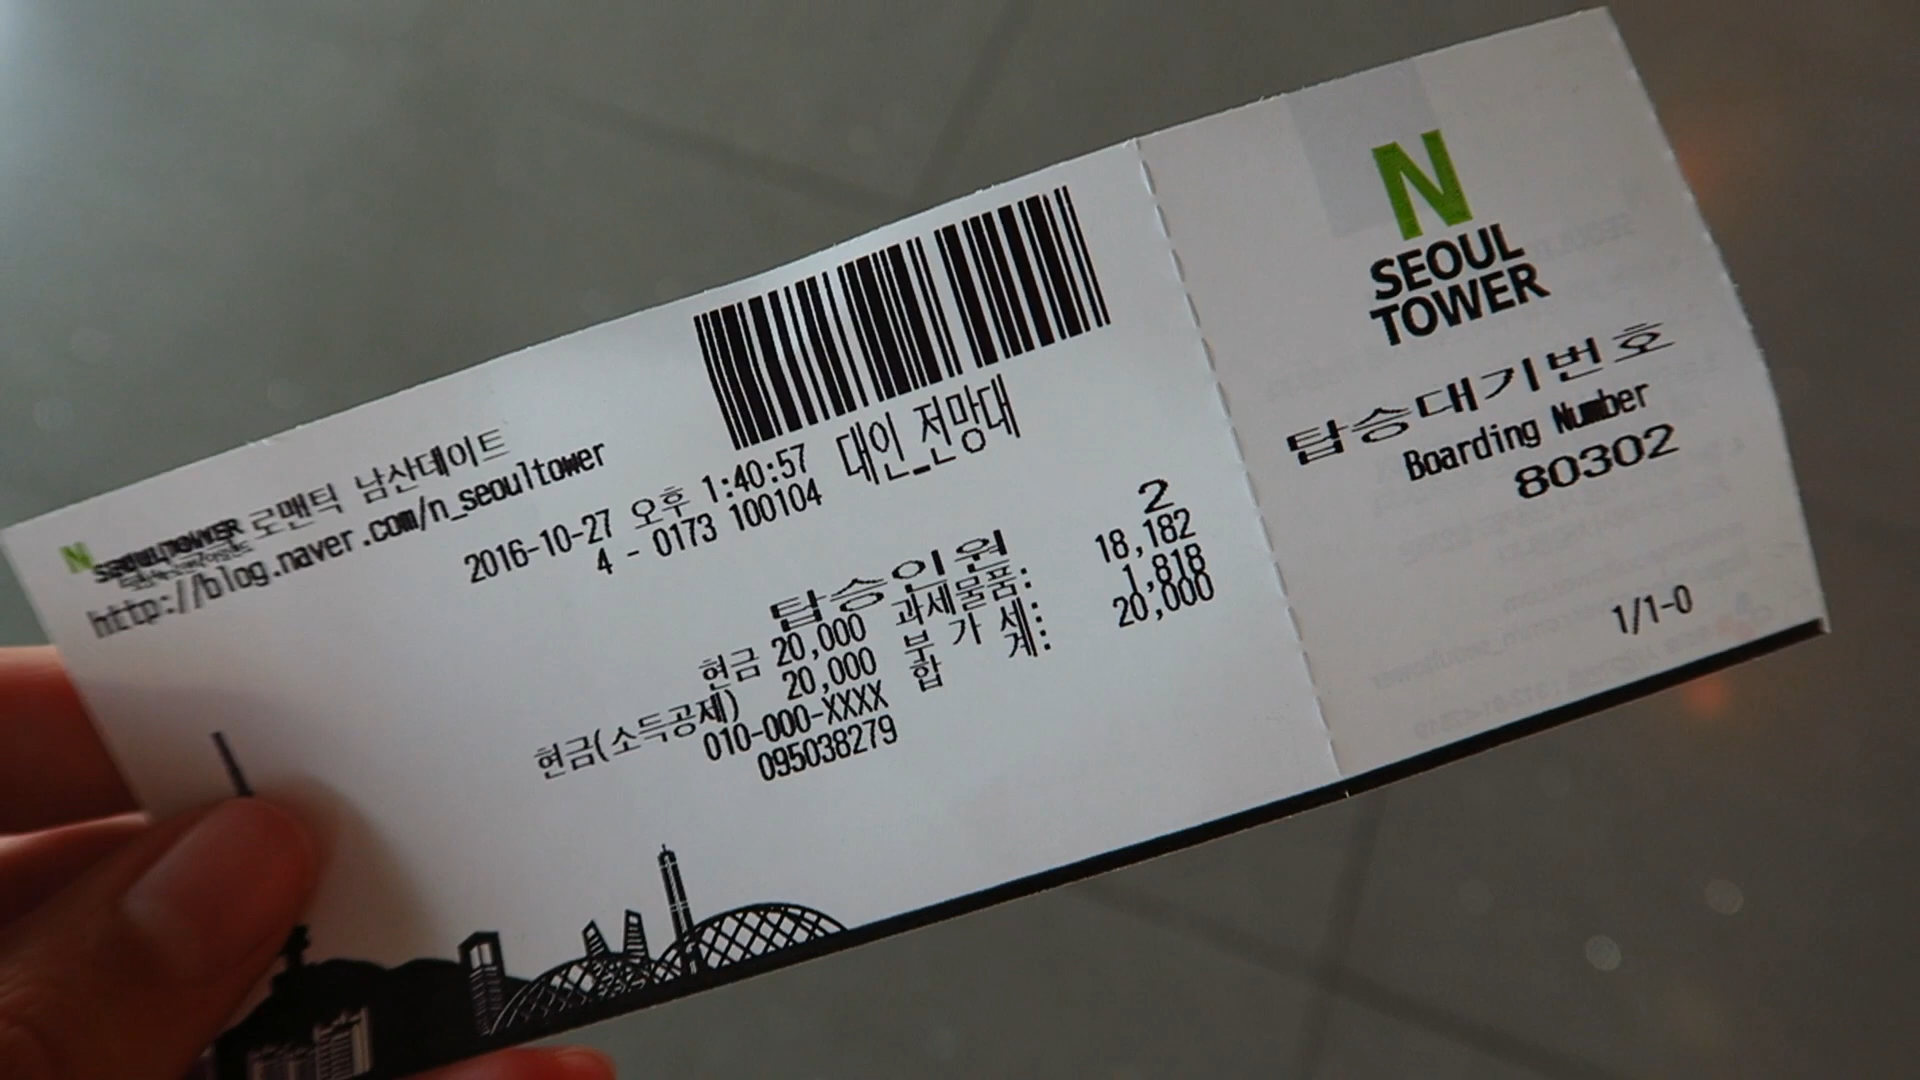 로맨틱 남산데이트
http://blog.naver.com/n_seoultower
2016-10-27 오후 1:40:57
4 - 0173 100104
대인_전망대
탑승인원 2
현금 20,000 과세물품: 18,182
현금(소득공제) 20,000 부 가 세: 1,818
010-000-XXXX 합 계: 20,000
095038279
N
SEOUL
TOWER
탑승대기번호
Boarding Number
80302
1/1-0